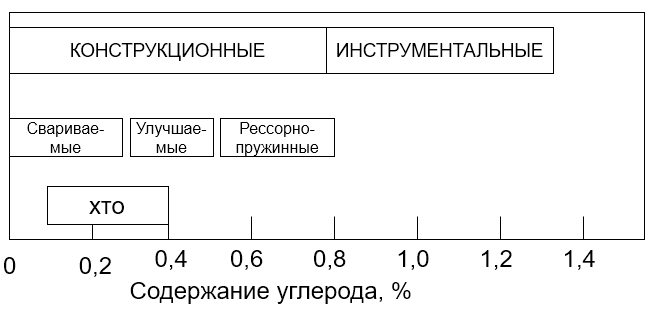 КОНСТРУКЦИОННЫЕ ИНСТРУМЕНТАЛЬНЫЕ
Сваривае-
мые
Улучшае-
мые
Рессорно-
пружинные
ХТО
0 0,2 0,4 0,6 0,8 1,0 1,2 1,4
Содержание углерода, %